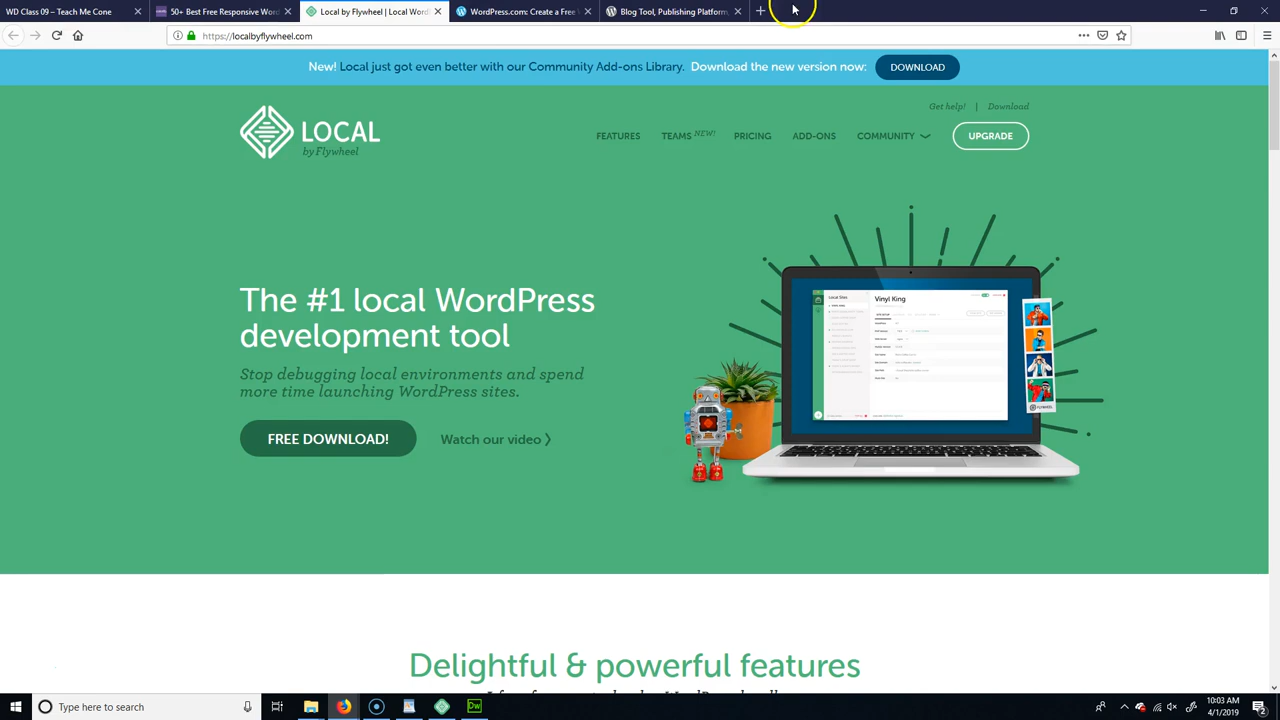 WD Class 09 – Teach Me Comp
50+ Best Free Responsive Wor
Local by Flywheel | Local Word
WordPress.com: Create a Free
Blog Tool, Publishing Platform,
https://localbyflywheel.com
New! Local just got even better with our Community Add-ons Library. Download the new version now: DOWNLOAD
Get help! | Download
LOCAL
by Flywheel
FEATURES TEAMS NEW! PRICING ADD-ONS COMMUNITY UPGRADE
The #1 local WordPress
development tool
Stop debugging local environments and spend
more time launching WordPress sites.
FREE DOWNLOAD! Watch our video
Local Sites
Vinyl King
Delightful & powerful features
Type here to search
Dw
10:03 AM
4/1/2019
2